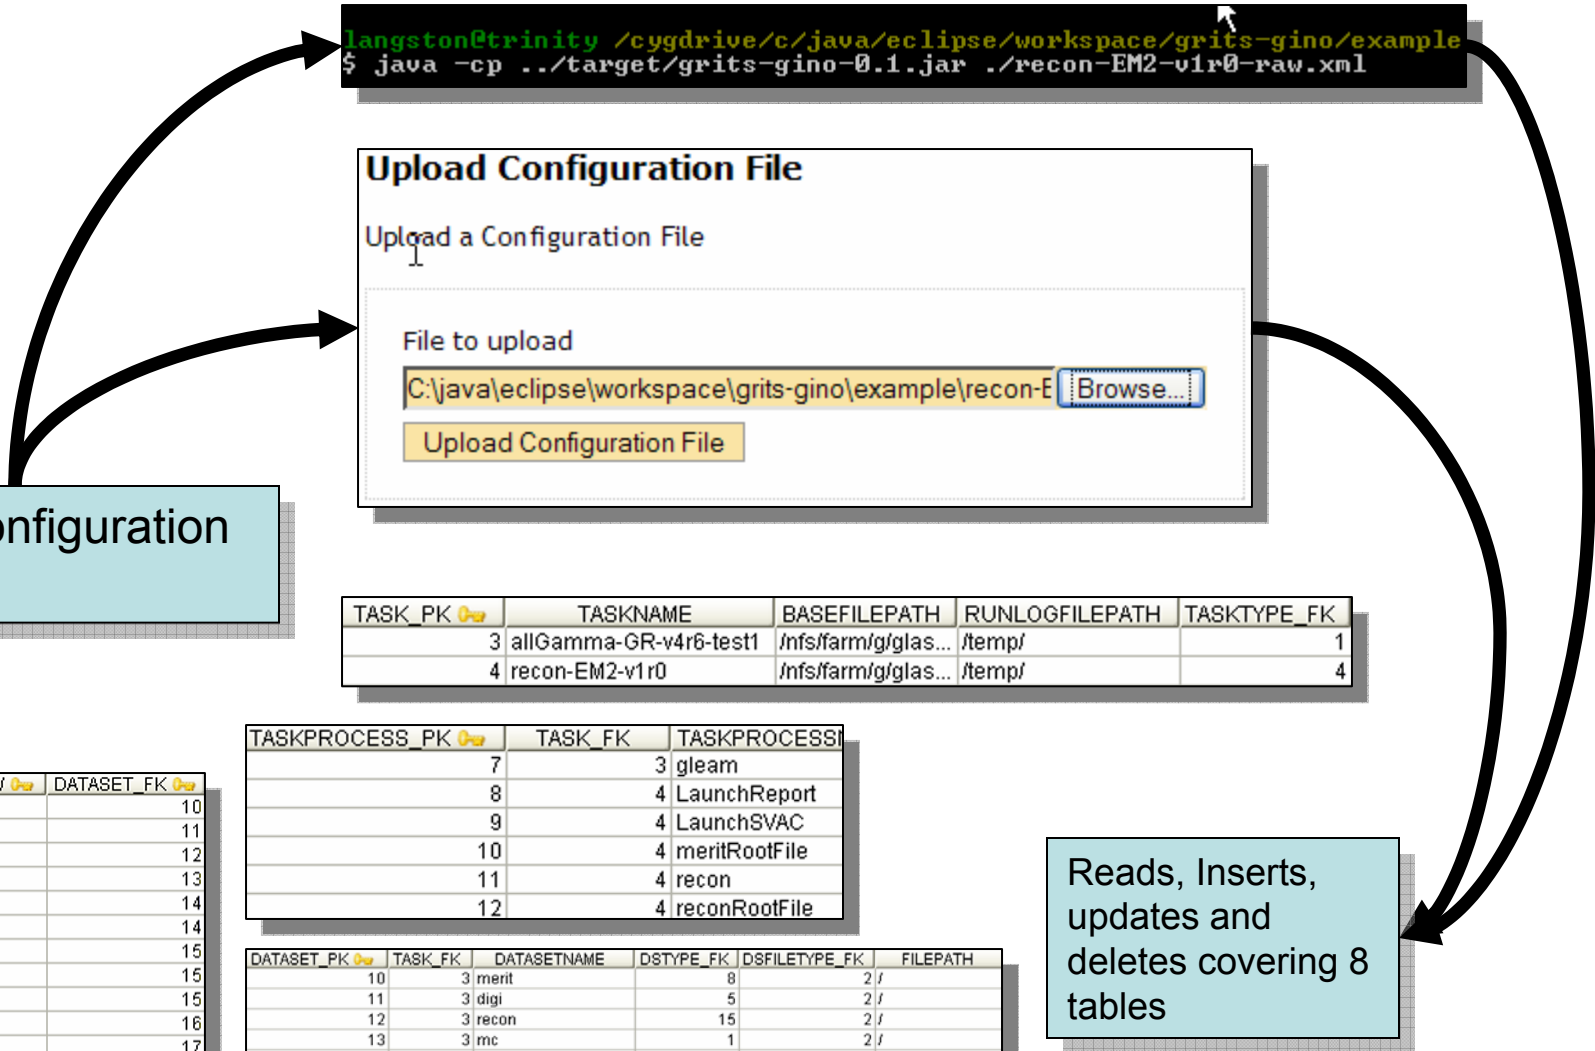 langston@trinity /cygdrive/c/java/eclipse/workspace/grits-gino/example
$ java -cp ../target/grits-gino-0.1.jar ./recon-EM2-v1r0-raw.xml
Upload Configuration File
Upload a Configuration File
File to upload
C:\java\eclipse\workspace\grits-gino\example\recon-E Browse...
Upload Configuration File
onfiguration
TASK_PK TASKNAME BASEFILEPATH RUNLOGFILEPATH TASKTYPE_FK
3 allGamma-GR-v4r6-test1 /nfs/farm/g/glas... /temp/ 1
4 recon-EM2-v1r0 /nfs/farm/g/glas... /temp/ 4
TASKPROCESS_PK TASK_FK TASKPROCESS
7 3 gleam
8 4 LaunchReport
9 4 LaunchSVAC
10 4 meritRootFile
11 4 recon
12 4 reconRootFile
DATASET_FK
10
11
12
13
14
14
15
15
15
16
17
DATASET_PK TASK_FK DATASETNAME DSTYPE_FK DSFILETYPE_FK FILEPATH
10 3 merit 8 2 /
11 3 digi 5 2 /
12 3 recon 15 2 /
13 3 mc 1 2 /
Reads, Inserts,
updates and
deletes covering 8
tables